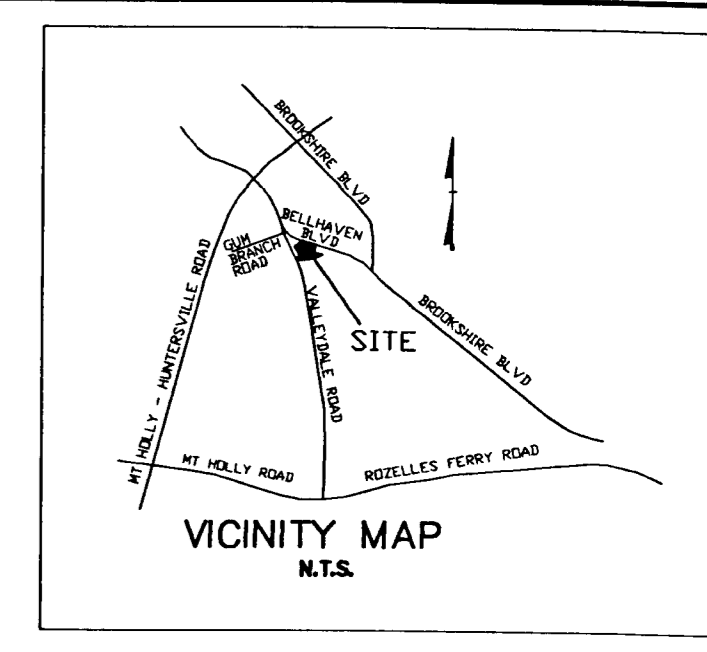 BROOKSHIRE BLVD
BELLHAVEN
BLVD
GUM
BRANCH
ROAD
MT HOLLY - HUNTERSVILLE ROAD
VALLEYDALE ROAD
SITE
BROOKSHIRE BLVD
MT HOLLY ROAD
ROZELLES FERRY ROAD
VICINITY MAP
N.T.S.